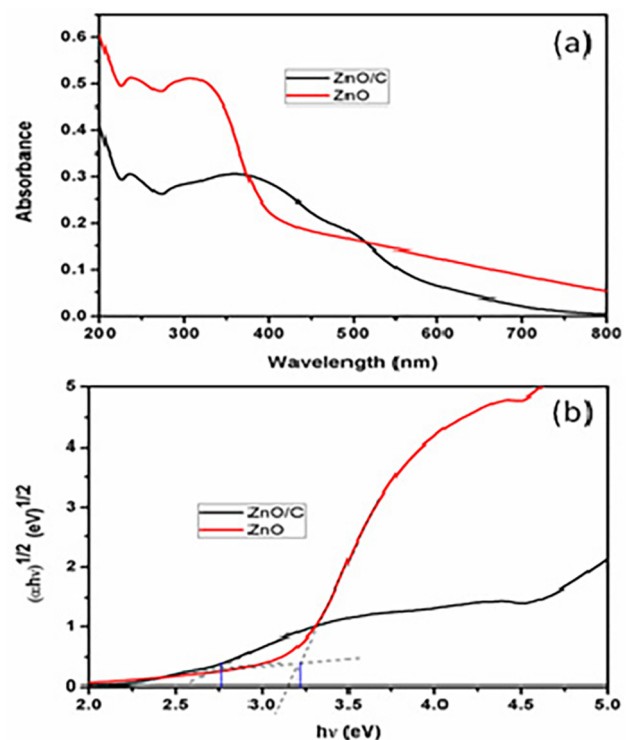 (a)
ZnO/C
ZnO
Absorbance
0.6
0.5
0.4
0.3
0.2
0.1
0.0
200 300 400 500 600 700 800
Wavelength (nm)
(b)
ZnO/C
ZnO
(αhν)^1/2 (eV)^1/2
5
4
3
2
1
0
2.0 2.5 3.0 3.5 4.0 4.5 5.0
hν (eV)